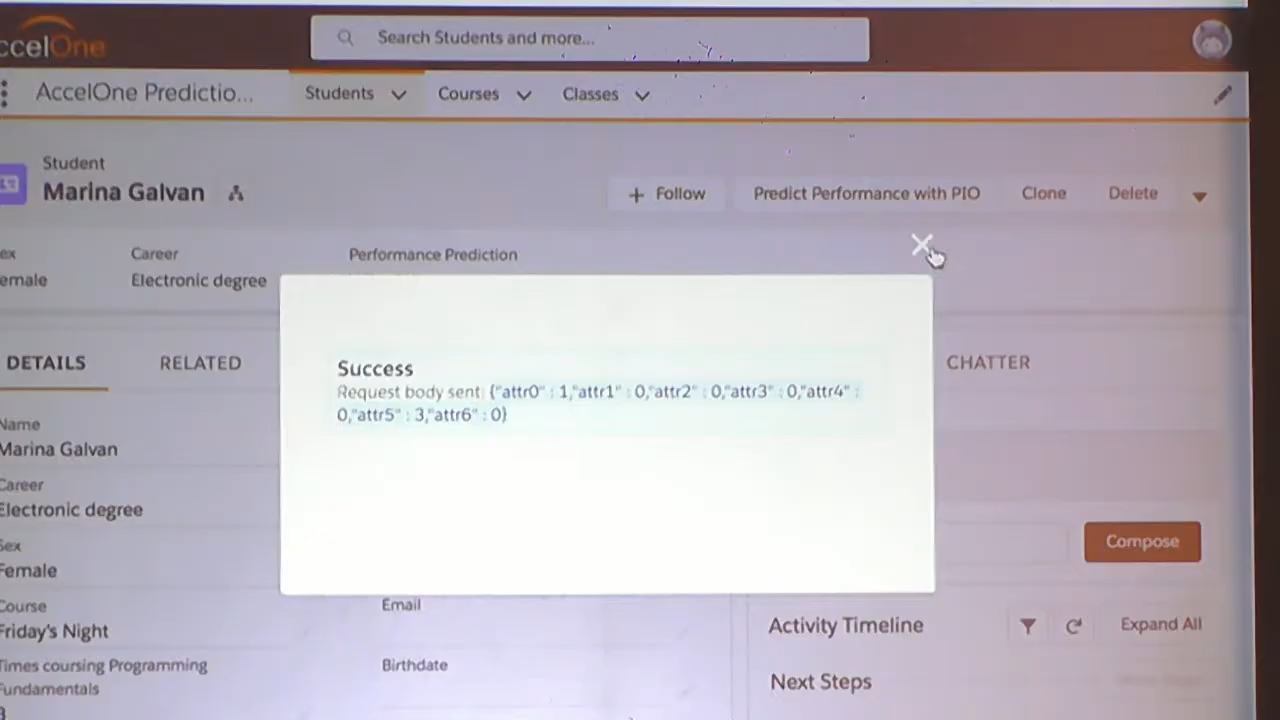 ccelOne
Search Students and more...
AccelOne Predictio...
Students
Courses
Classes
Student
Marina Galvan
+ Follow
Predict Performance with PIO
Clone
Delete
ex
Career
Performance Prediction
emale
Electronic degree
DETAILS
RELATED
CHATTER
Success
Request body sent: {"attr0" : 1,"attr1" : 0,"attr2" : 0,"attr3" : 0,"attr4" :
0,"attr5" : 3,"attr6" : 0}
Name
Marina Galvan
Career
Electronic degree
Compose
Sex
Female
Course
Email
Friday's Night
Activity Timeline
Expand All
Times coursing Programming
Fundamentals
Birthdate
3
Next Steps